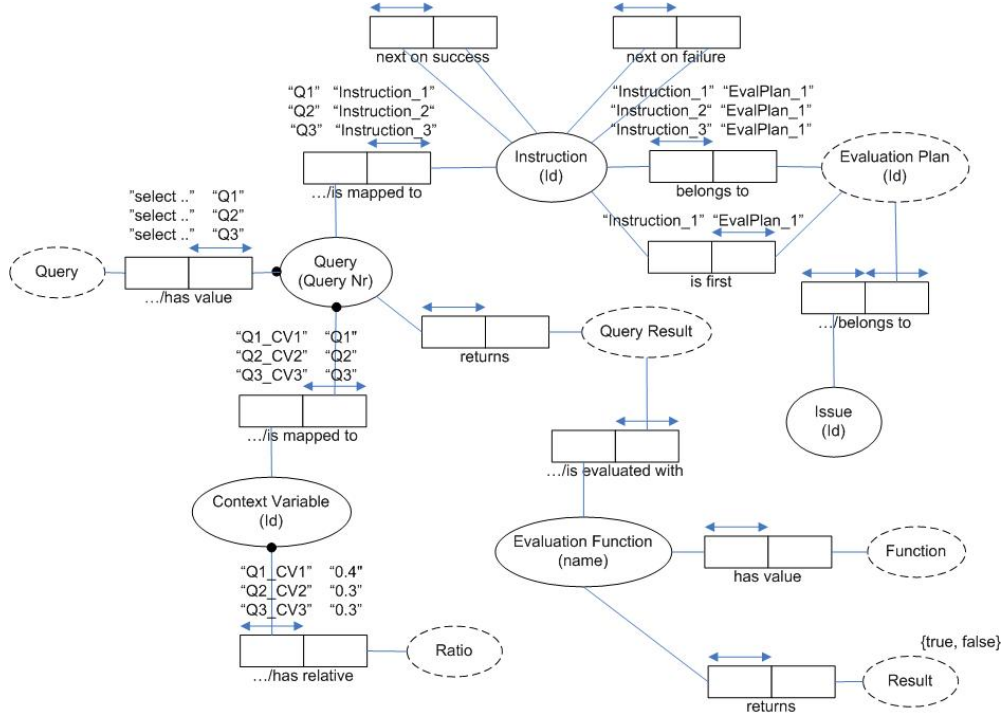 next on success
next on failure
“Q1” “Instruction_1”
“Q2” “Instruction_2“
“Q3” “Instruction_3”
“Instruction_1” “EvalPlan_1”
“Instruction_2“ “EvalPlan_1”
“Instruction_3” “EvalPlan_1”
Instruction
(Id)
Evaluation Plan
(Id)
…/is mapped to
belongs to
”select ..” “Q1”
”select ..” “Q2”
”select ..” “Q3”
“Instruction_1” “EvalPlan_1”
Query
Query
(Query Nr)
is first
…/has value
…/belongs to
“Q1_CV1” “Q1”
“Q2_CV2” “Q2”
“Q3_CV3” “Q3”
returns
Query Result
Issue
(Id)
…/is mapped to
…/is evaluated with
Context Variable
(Id)
Evaluation Function
(name)
Function
has value
“Q1_CV1” “0.4”
“Q2_CV2” “0.3”
“Q3_CV3” “0.3”
Ratio
…/has relative
{true, false}
Result
returns